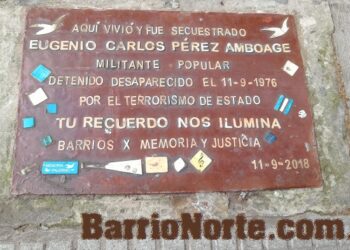 AQUÍ VIVIÓ Y FUE SECUESTRADO
EUGENIO CARLOS PÉREZ AMBOAGE
MILITANTE POPULAR
DETENIDO DESAPARECIDO EL 11-9-1976
POR EL TERRORISMO DE ESTADO
TU RECUERDO NOS ILUMINA
BARRIOS X MEMORIA Y JUSTICIA
11-9-2018
BarrioNorte.com.